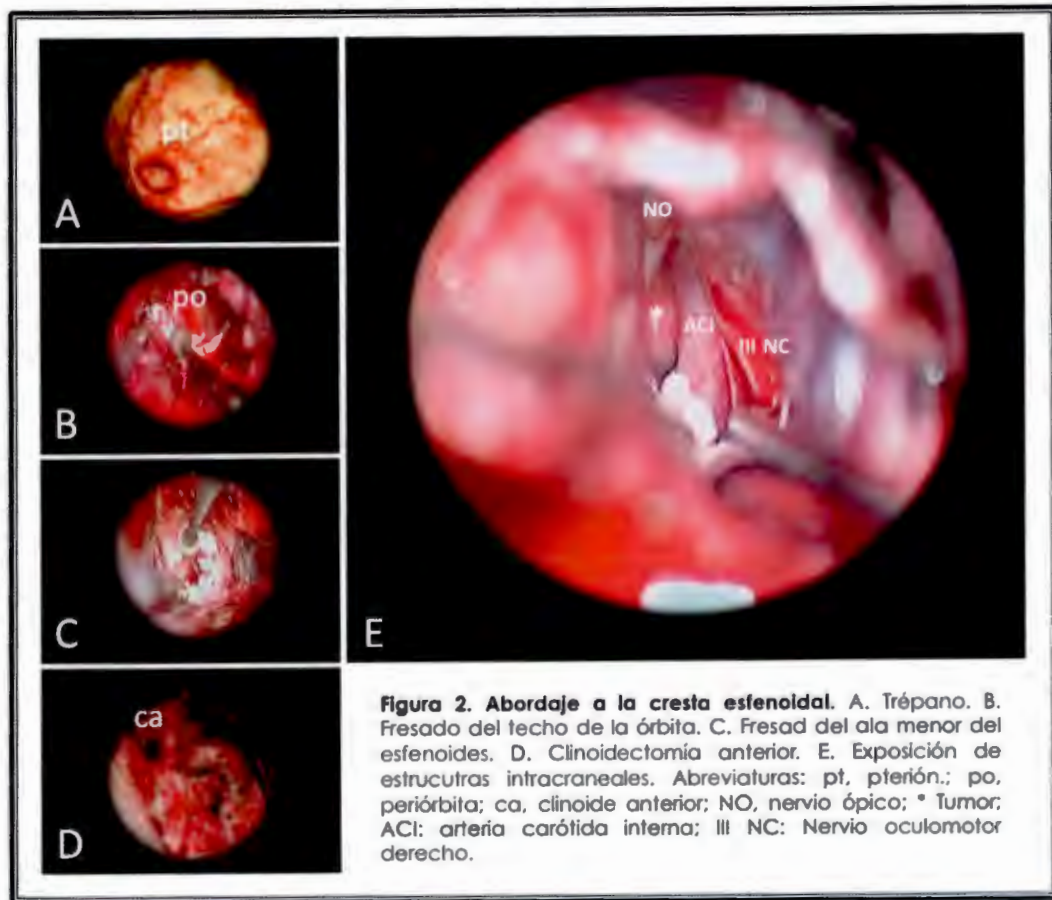 pt
A
po
B
C
ca
D
NO
*
ACI
III NC
E
Figura 2. Abordaje a la cresta esfenoidal. A. Trépano. B.
Fresado del techo de la órbita. C. Fresad del ala menor del
esfenoides. D. Clinoidectomía anterior. E. Exposición de
estrucutras intracraneales. Abreviaturas: pt, pterión.; po,
periórbita; ca, clinoide anterior; NO, nervio ópico; * Tumor;
ACI: arteria carótida interna; III NC: Nervio oculomotor
derecho.